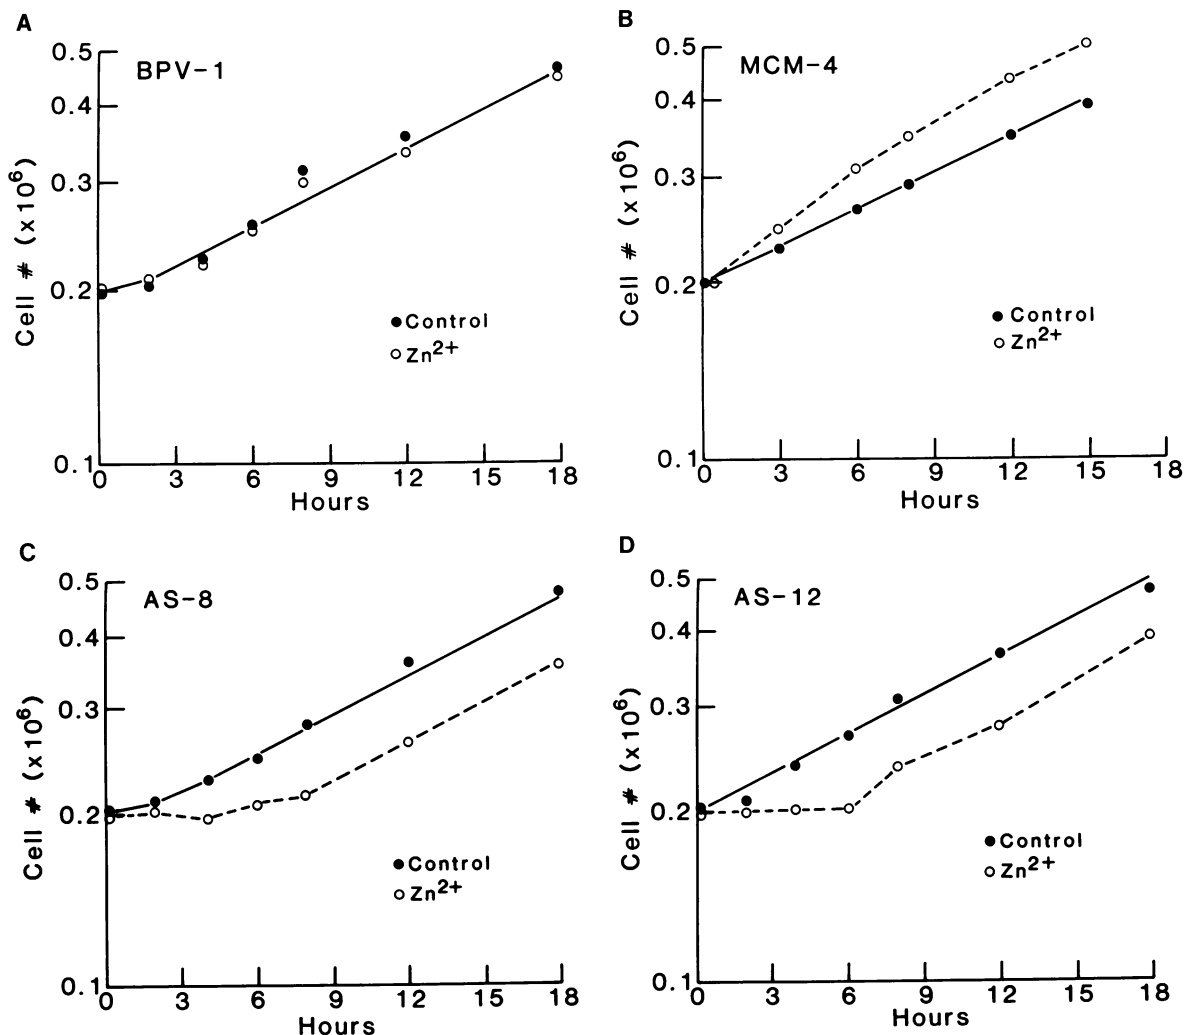 A
BPV-1
0.5
0.4
0.3
0.2
0.1
Cell # (x10⁶)
Control
Zn²⁺
0 3 6 9 12 15 18
Hours
B
MCM-4
0.5
0.4
0.3
0.2
0.1
Cell # (x10⁶)
Control
Zn²⁺
0 3 6 9 12 15 18
Hours
C
AS-8
0.5
0.4
0.3
0.2
0.1
Cell # (x10⁶)
Control
Zn²⁺
0 3 6 9 12 15 18
Hours
D
AS-12
0.5
0.4
0.3
0.2
0.1
Cell # (x10⁶)
Control
Zn²⁺
0 3 6 9 12 15 18
Hours